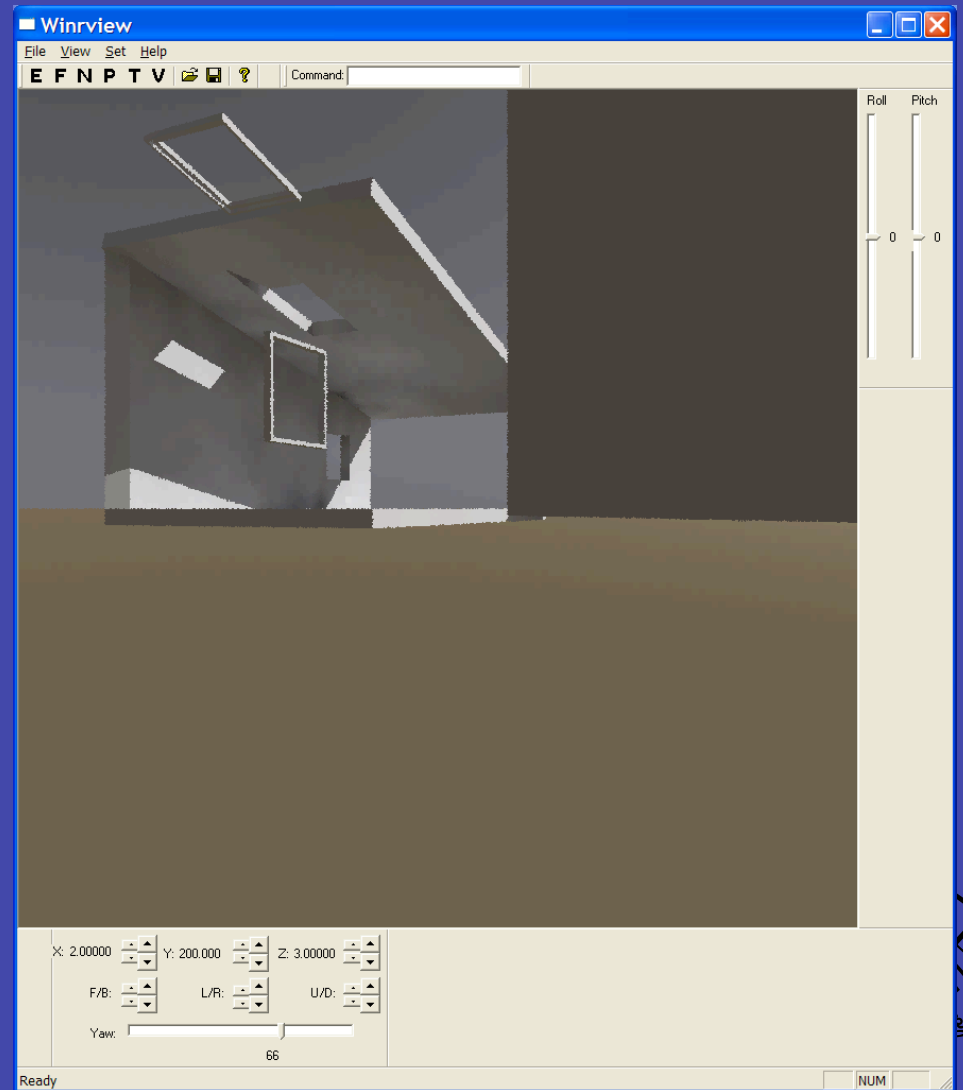 Winrview
File View Set Help
E F N P T V Command:
Roll Pitch
0 0
X: 2.00000 Y: 200.000 Z: 3.00000
F/B: L/R: U/D:
Yaw:
66
Ready NUM